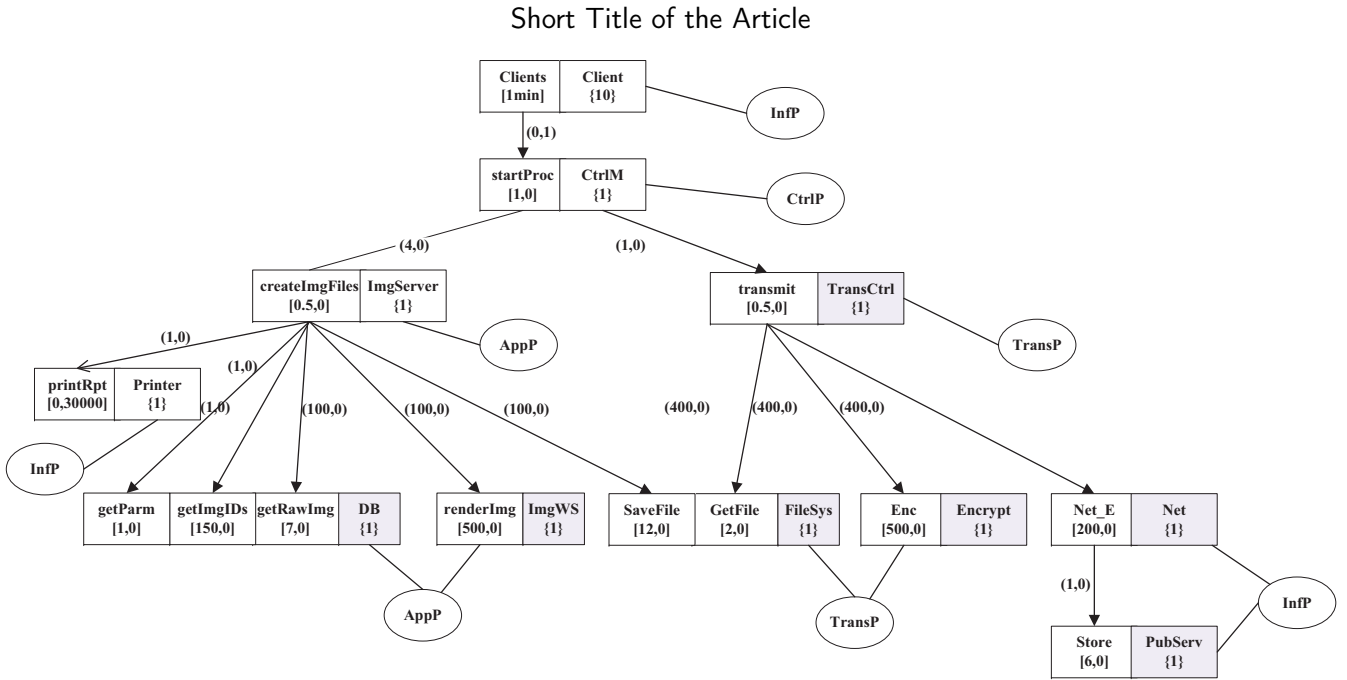 Short Title of the Article
Clients
[1min]
Client
{10}
InfP
(0,1)
startProc
[1,0]
CtrlM
{1}
CtrlP
(4,0)
(1,0)
createImgFiles
[0.5,0]
ImgServer
{1}
transmit
[0.5,0]
TransCtrl
{1}
AppP
TransP
(1,0)
(1,0)
printRpt
[0,30000]
Printer
{1}
(1,0)
(100,0)
(100,0)
(100,0)
(400,0)
(400,0)
(400,0)
InfP
getParm
[1,0]
getImgIDs
[150,0]
getRawImg
[7,0]
DB
{1}
renderImg
[500,0]
ImgWS
{1}
SaveFile
[12,0]
GetFile
[2,0]
FileSys
{1}
Enc
[500,0]
Encrypt
{1}
Net_E
[200,0]
Net
{1}
(1,0)
AppP
TransP
InfP
Store
[6,0]
PubServ
{1}